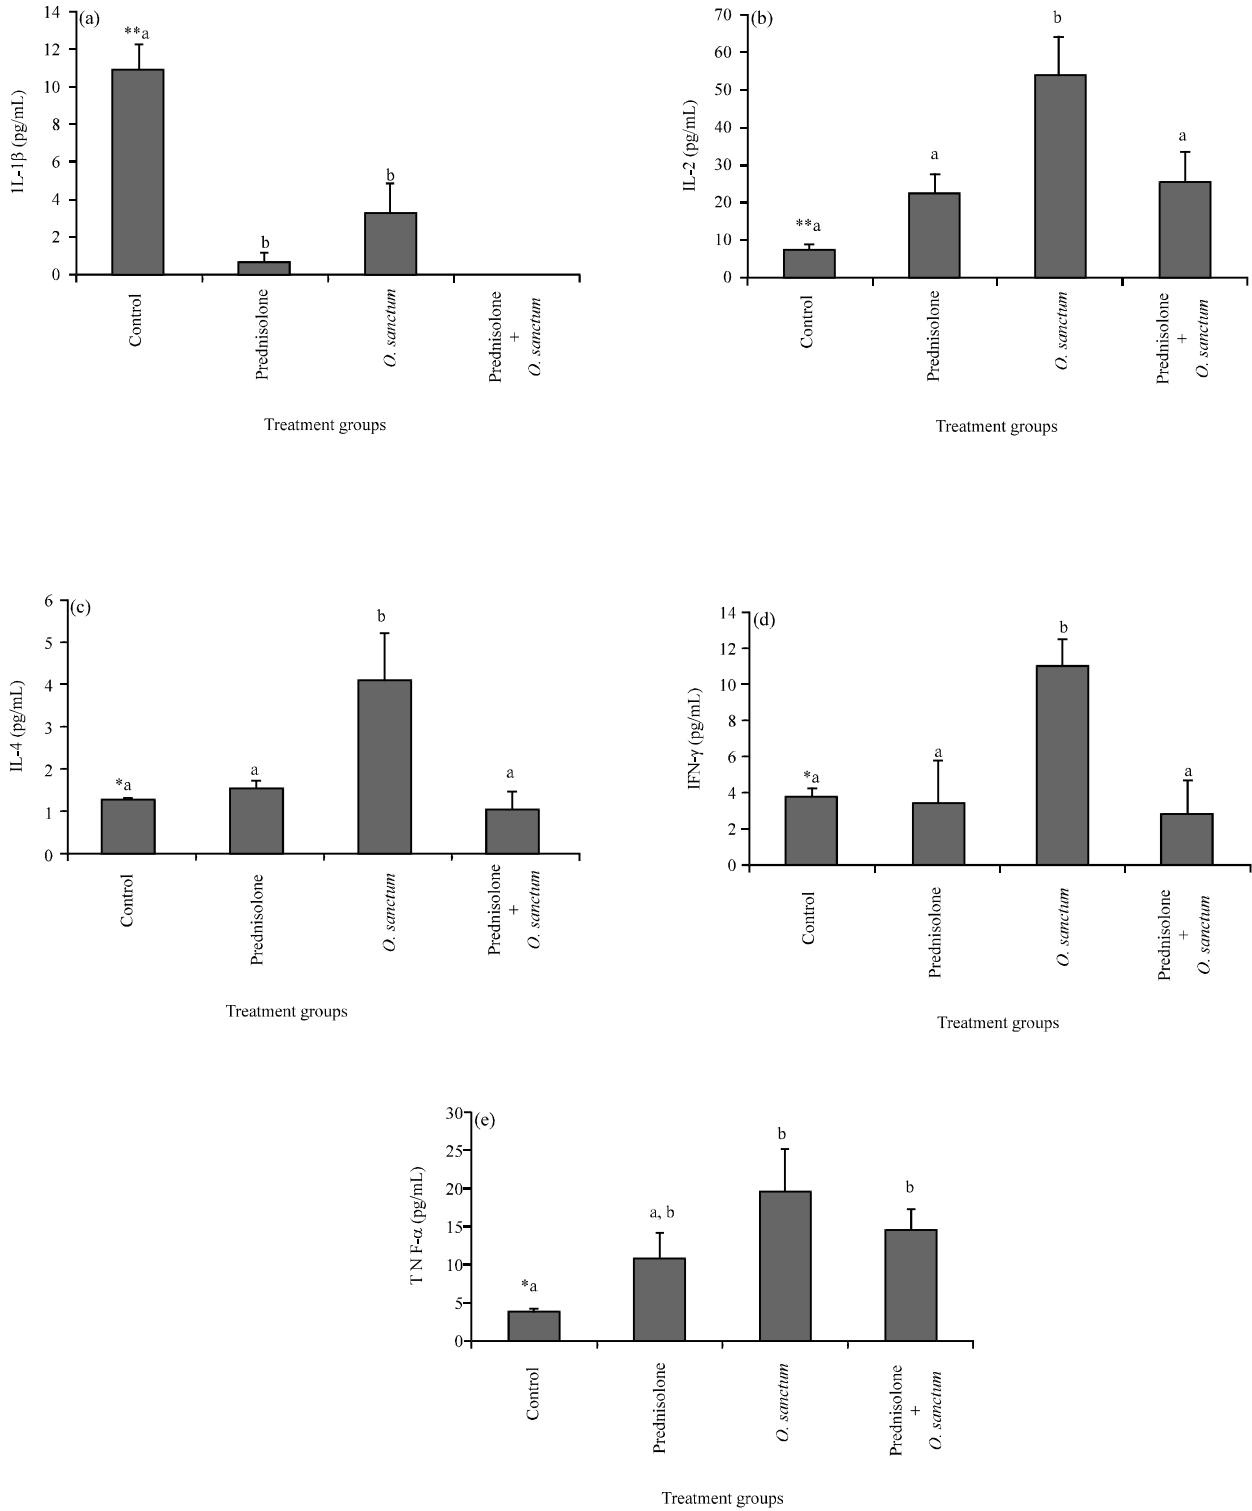 (a)
14
12
10
8
6
4
2
0
1L-1β (pg/mL)
**a
b
b
Control
Prednisolone
O. sanctum
Prednisolone
+
O. sanctum
Treatment groups
(b)
70
60
50
40
30
20
10
0
IL-2 (pg/mL)
**a
a
b
a
Control
Prednisolone
O. sanctum
Prednisolone
+
O. sanctum
Treatment groups
(c)
6
5
4
3
2
1
0
IL-4 (pg/mL)
*a
a
b
a
Control
Prednisolone
O. sanctum
Prednisolone
+
O. sanctum
Treatment groups
(d)
14
12
10
8
6
4
2
0
IFN-γ (pg/mL)
*a
a
b
a
Control
Prednisolone
O. sanctum
Prednisolone
+
O. sanctum
Treatment groups
(e)
30
25
20
15
10
5
0
T N F-α (pg/mL)
*a
a, b
b
b
Control
Prednisolone
O. sanctum
Prednisolone
+
O. sanctum
Treatment groups